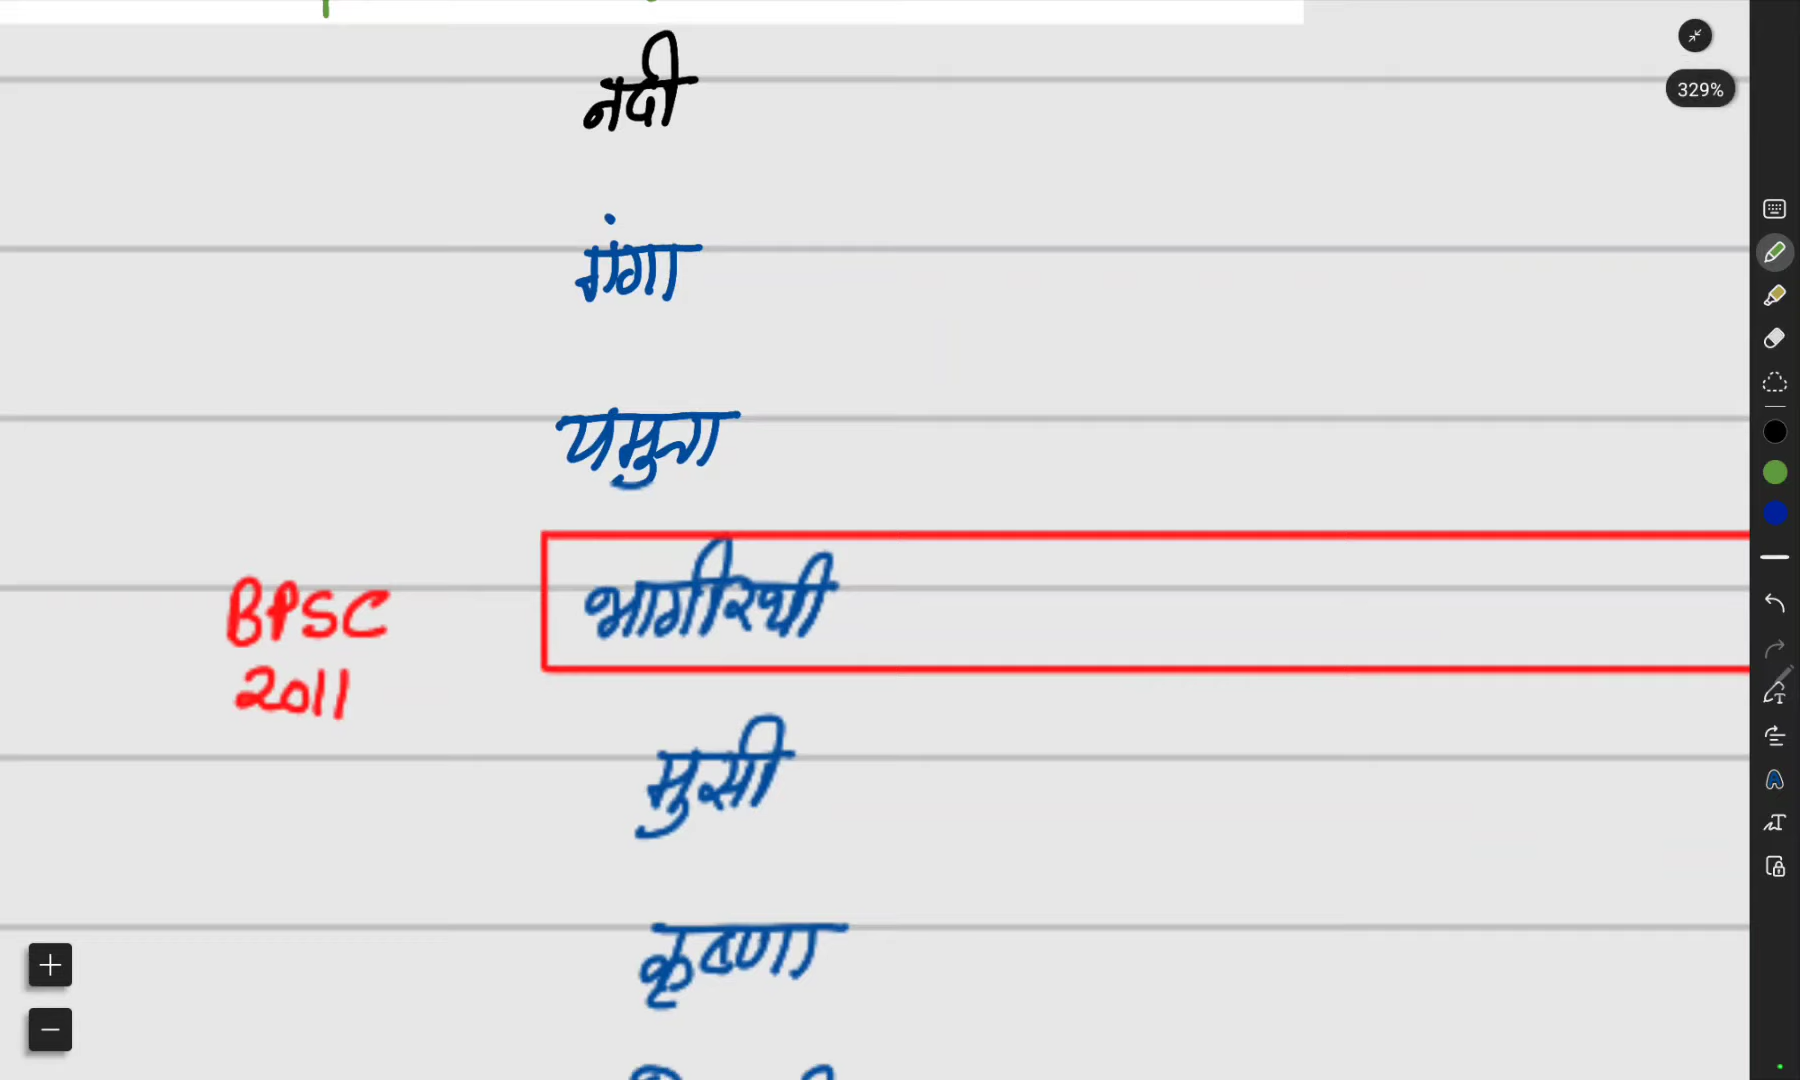 329%
नदी
गंगा
यमुना
BPSC
2011
भागीरथी
मुसी
कृष्णा